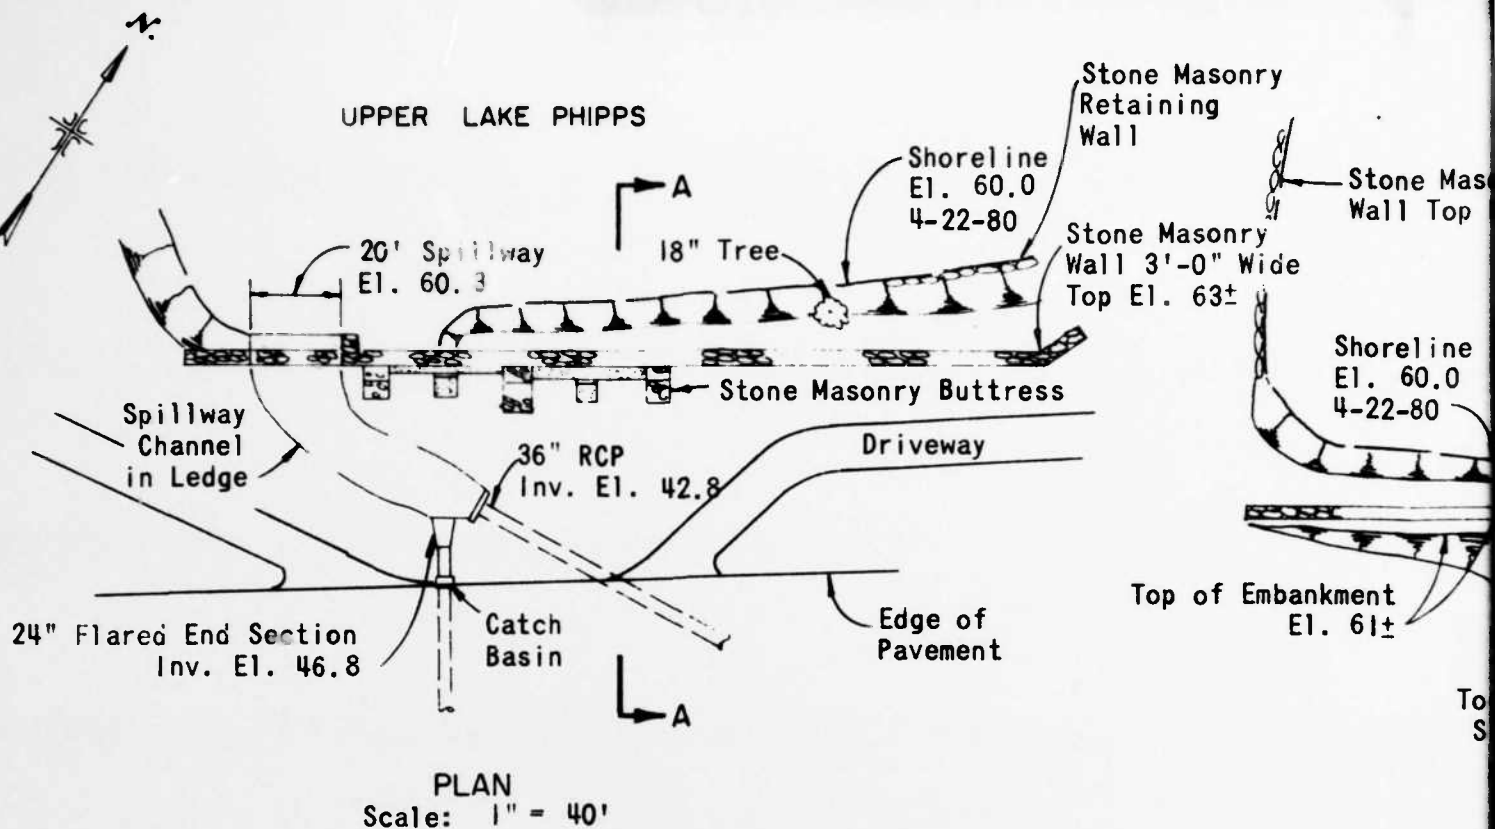 N.
UPPER LAKE PHIPPS
Stone Masonry
Retaining
Wall
Shoreline
El. 60.0
4-22-80
A
18" Tree
20' Spillway
El. 60.3
Stone Masonry
Wall 3'-0" Wide
Top El. 63±
Stone Masonry Buttress
Spillway
Channel
in Ledge
36" RCP
Inv. El. 42.8
Driveway
24" Flared End Section
Inv. El. 46.8
Catch
Basin
Edge of
Pavement
A
PLAN
Scale: 1" = 40'
Stone Mas
Wall Top
Shoreline
El. 60.0
4-22-80
Top of Embankment
El. 61±
To
S